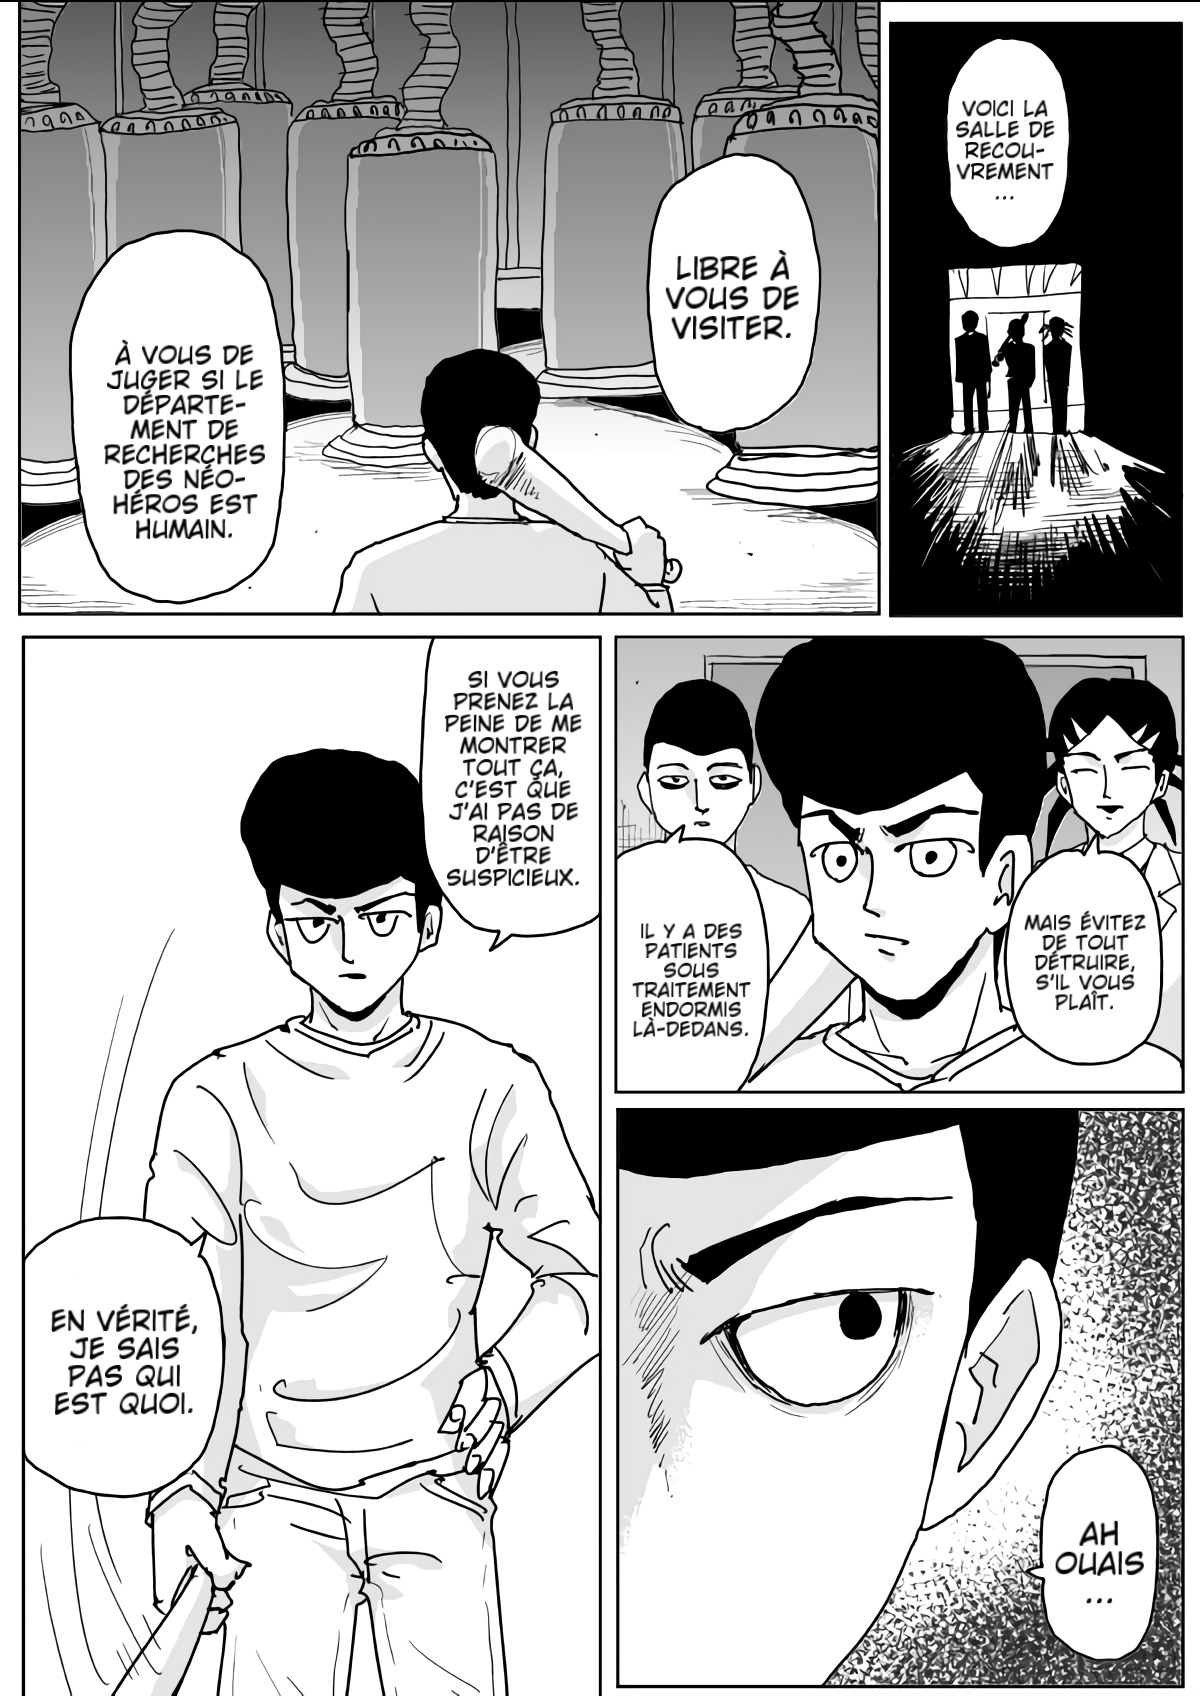 VOICI LA
SALLE DE
RECOU-
VREMENT
...
LIBRE À
VOUS DE
VISITER.
À VOUS DE
JUGER SI LE
DÉPARTE-
MENT DE
RECHERCHES
DES NÉO-
HÉROS EST
HUMAIN.
MAIS ÉVITEZ
DE TOUT
DÉTRUIRE,
S'IL VOUS
PLAÎT.
IL Y A DES
PATIENTS
SOUS
TRAITEMENT
ENDORMIS
LÀ-DEDANS.
AH
OUAIS
...
SI VOUS
PRENEZ LA
PEINE DE ME
MONTRER
TOUT ÇA,
C'EST QUE
J'AI PAS DE
RAISON
D'ÊTRE
SUSPICIEUX.
EN VÉRITÉ,
JE SAIS
PAS QUI
EST QUOI.